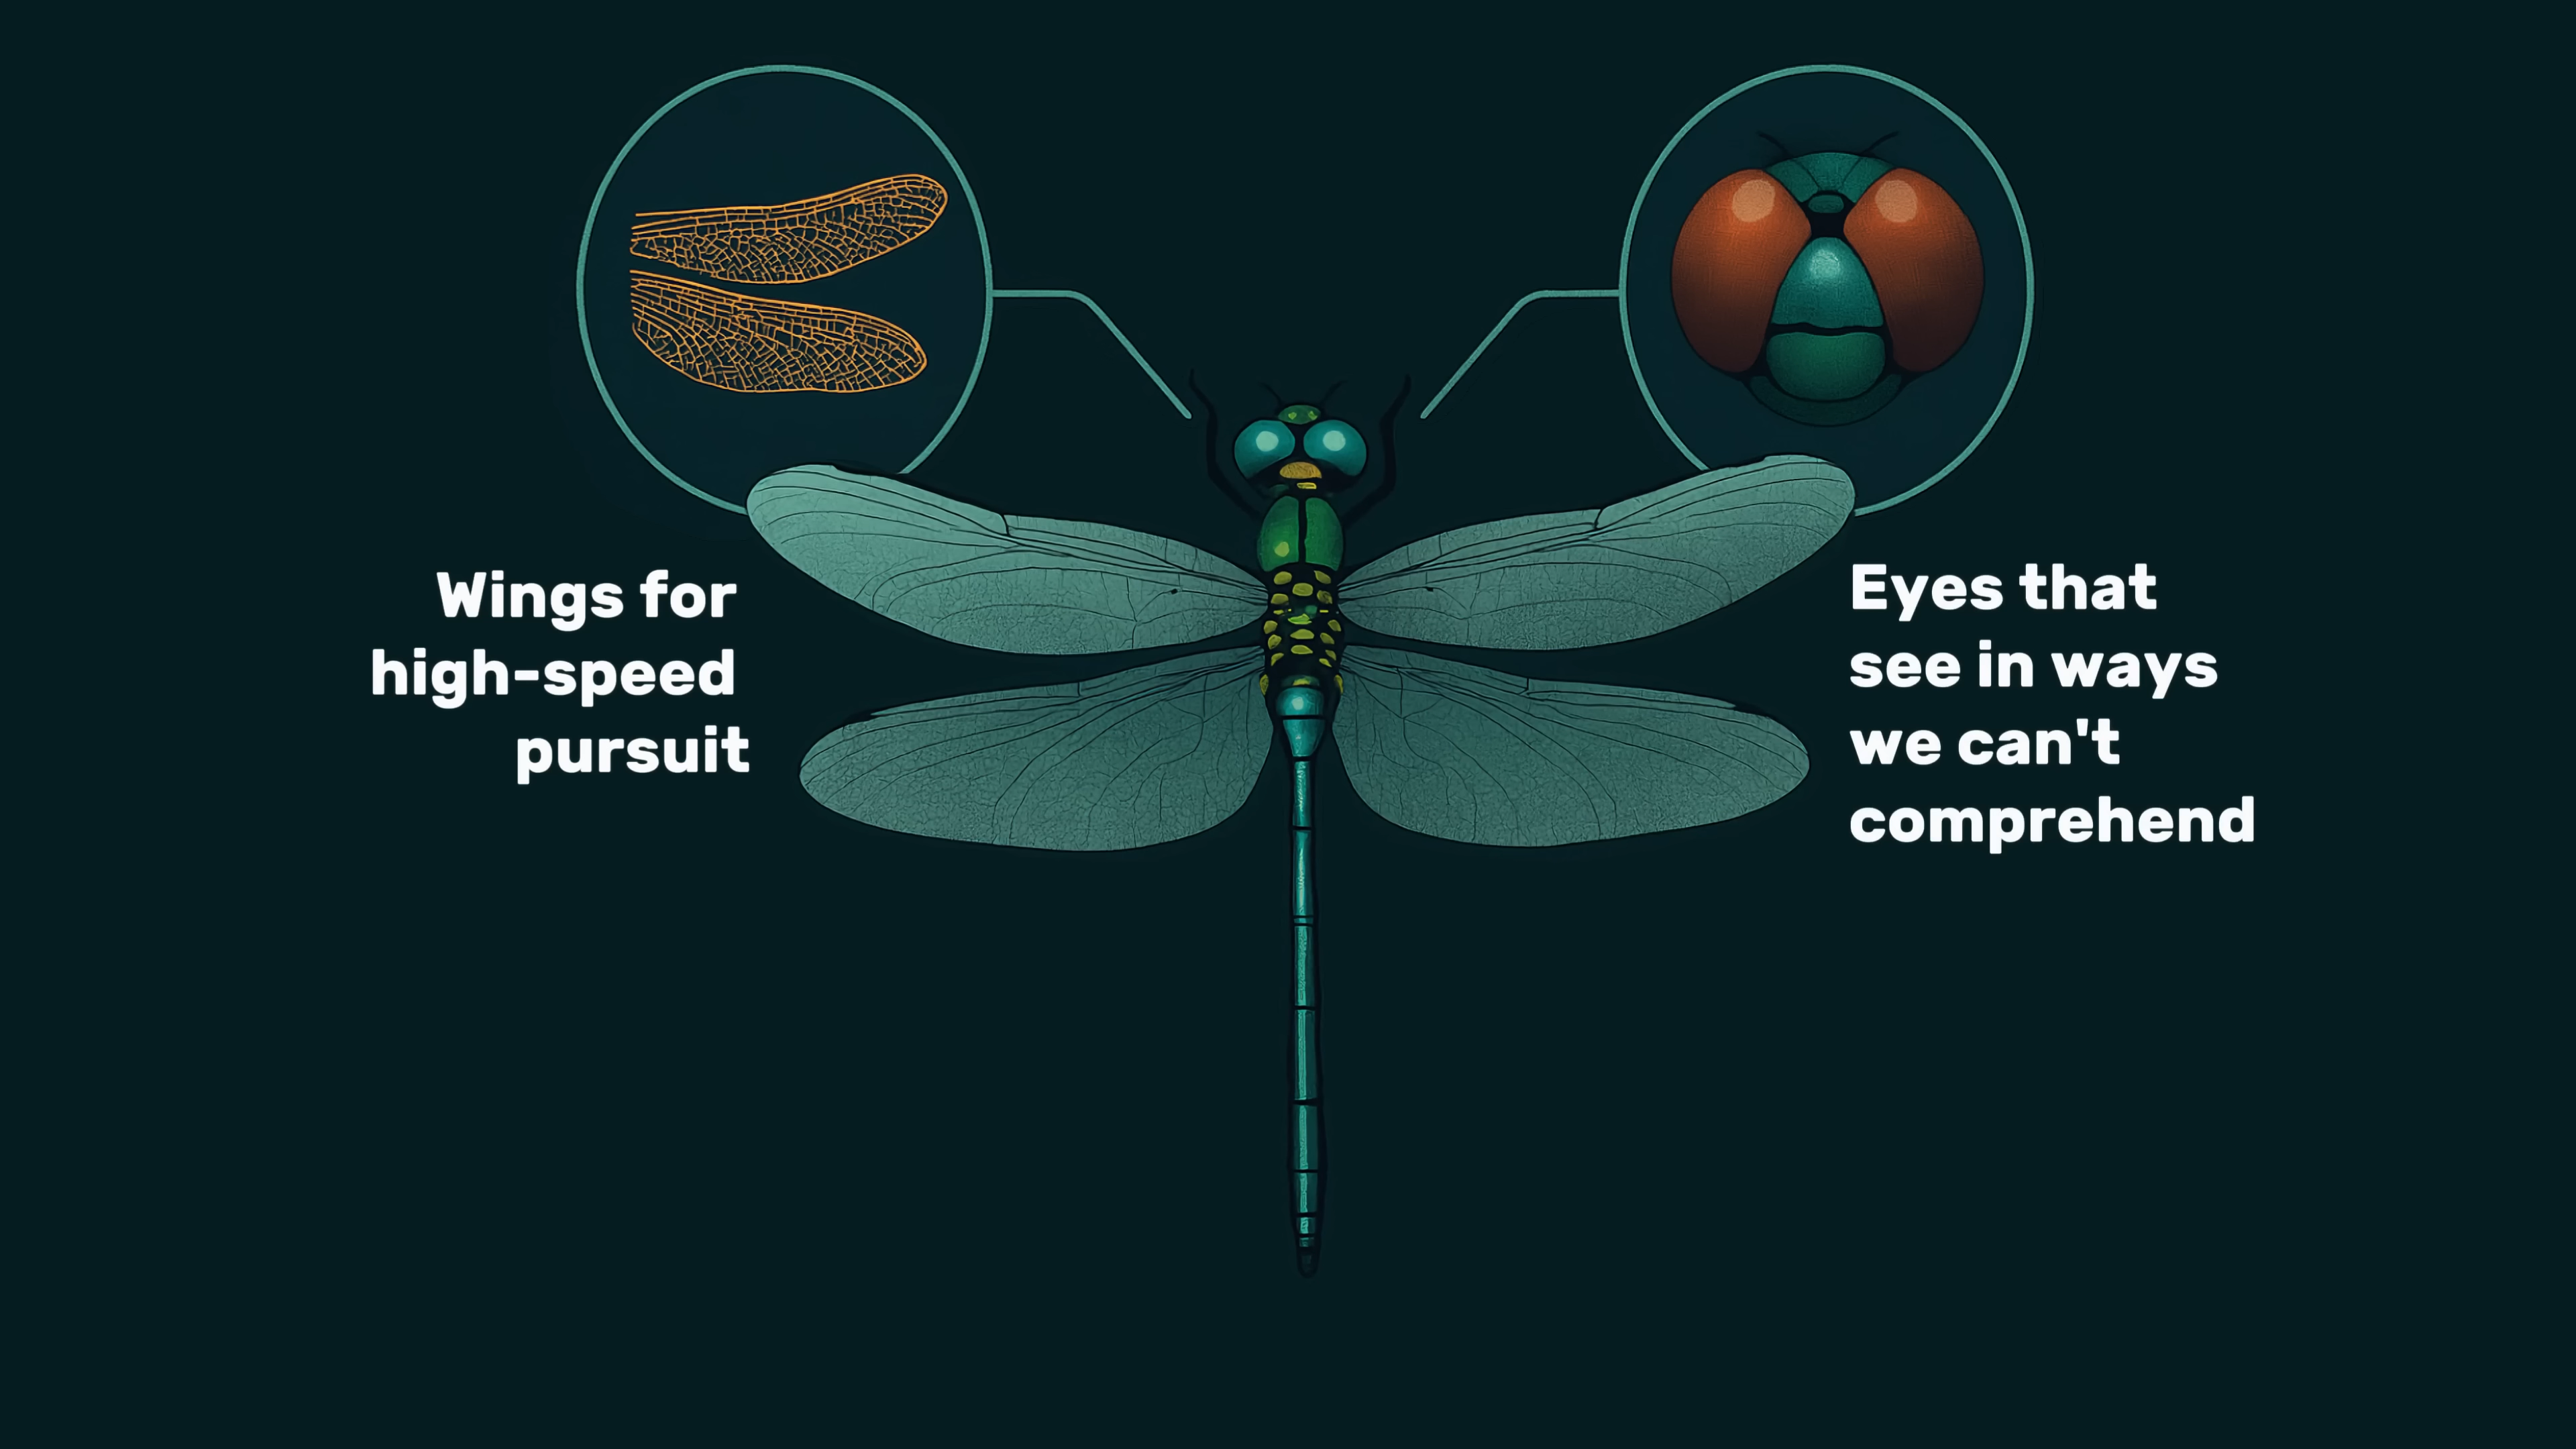 Wings for
high-speed
pursuit
Eyes that
see in ways
we can't
comprehend